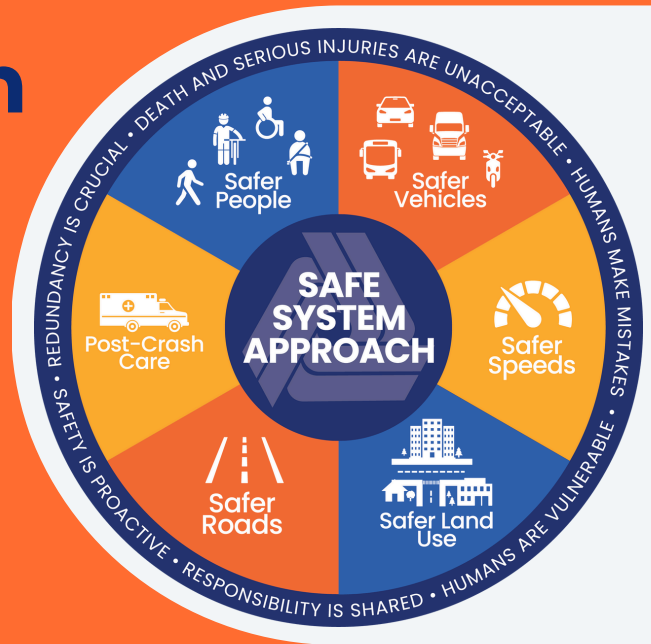 n
DEATH AND SERIOUS INJURIES ARE UNACCEPTABLE • HUMANS MAKE MISTAKES • HUMANS ARE VULNERABLE • RESPONSIBILITY IS SHARED • SAFETY IS PROACTIVE • REDUNDANCY IS CRUCIAL •
Safer
People
Safer
Vehicles
SAFE
SYSTEM
APPROACH
Post-Crash
Care
Safer
Speeds
Safer
Roads
Safer Land
Use